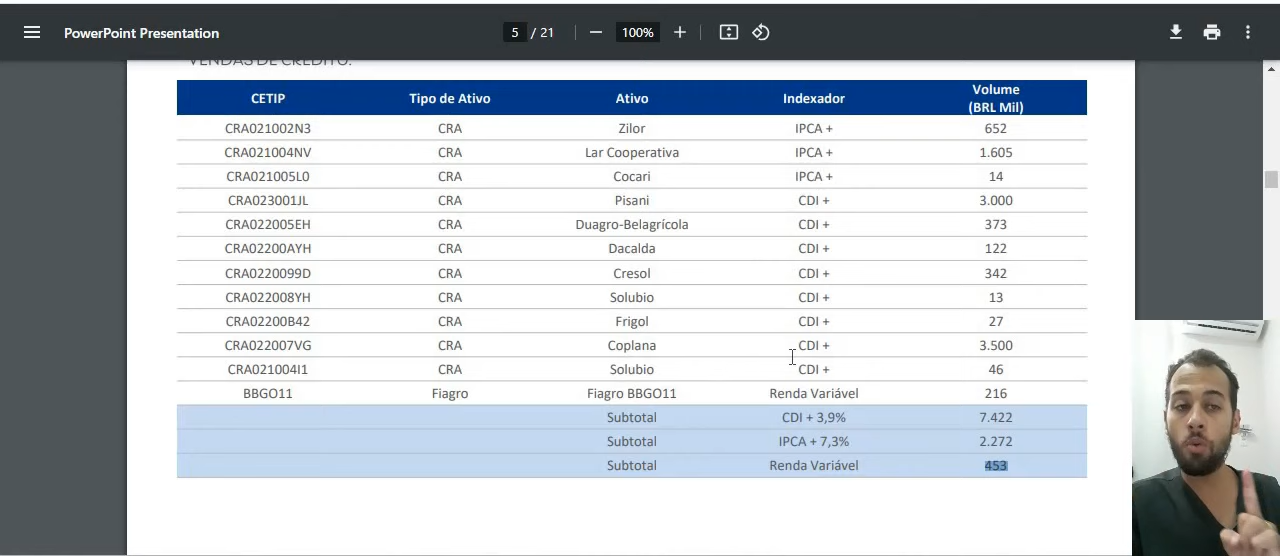 PowerPoint Presentation 5 / 21 100%
VENDAS DE CRÉDITO:
CETIP Tipo de Ativo Ativo Indexador Volume (BRL Mil)
CRA021002N3 CRA Zilor IPCA + 652
CRA021004NV CRA Lar Cooperativa IPCA + 1.605
CRA021005L0 CRA Cocari IPCA + 14
CRA023001JL CRA Pisani CDI + 3.000
CRA022005EH CRA Duagro-Belagrícola CDI + 373
CRA02200AYH CRA Dacalda CDI + 122
CRA0220099D CRA Cresol CDI + 342
CRA022008YH CRA Solubio CDI + 13
CRA02200B42 CRA Frigol CDI + 27
CRA022007VG CRA Coplana CDI + 3.500
CRA021004I1 CRA Solubio CDI + 46
BBGO11 Fiagro Fiagro BBGO11 Renda Variável 216
Subtotal CDI + 3,9% 7.422
Subtotal IPCA + 7,3% 2.272
Subtotal Renda Variável 453